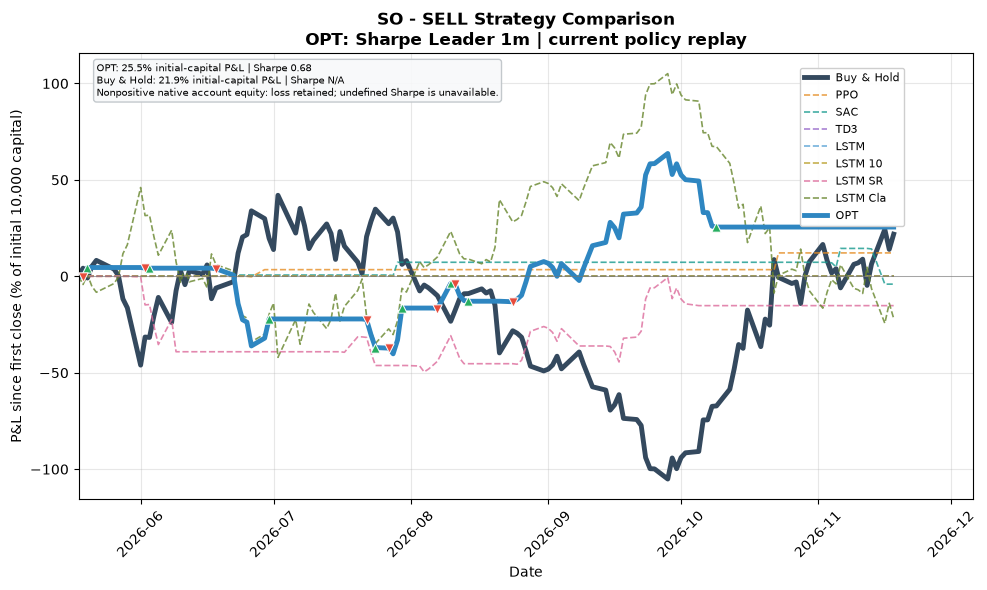 SO - SELL Strategy Comparison
OPT: Sharpe Leader 1m | current policy replay
OPT: 25.5% initial-capital P&L | Sharpe 0.68
Buy & Hold: 21.9% initial-capital P&L | Sharpe N/A
Nonpositive native account equity: loss retained; undefined Sharpe is unavailable.
Buy & Hold
PPO
SAC
TD3
LSTM
LSTM 10
LSTM SR
LSTM Cla
OPT
P&L since first close (% of initial 10,000 capital)
100
50
0
−50
−100
2026-06
2026-07
2026-08
2026-09
2026-10
2026-11
2026-12
Date